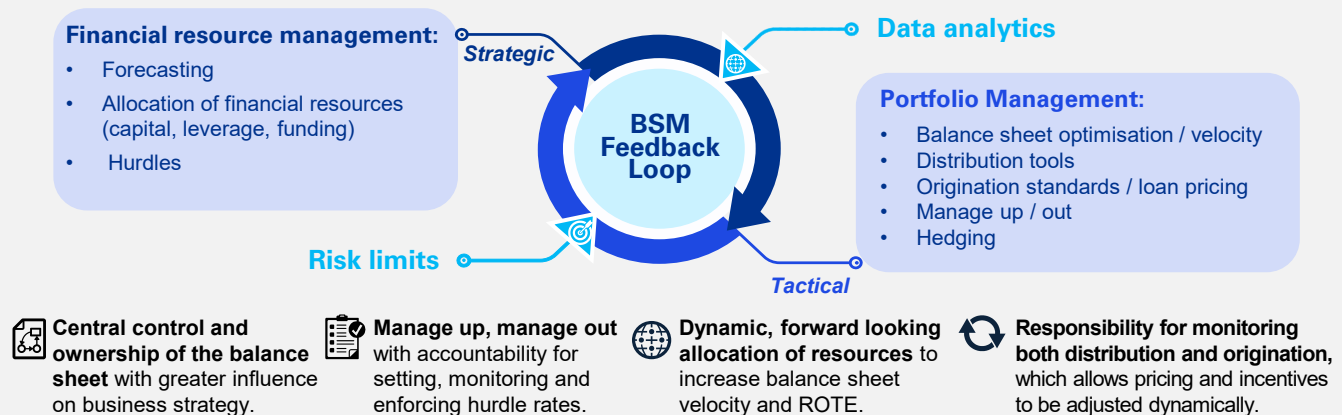 Financial resource management:
• Forecasting
• Allocation of financial resources
(capital, leverage, funding)
• Hurdles
Strategic
BSM
Feedback
Loop
Data analytics
Portfolio Management:
• Balance sheet optimisation / velocity
• Distribution tools
• Origination standards / loan pricing
• Manage up / out
• Hedging
Risk limits
Tactical
Central control and
ownership of the balance
sheet with greater influence
on business strategy.
Manage up, manage out
with accountability for
setting, monitoring and
enforcing hurdle rates.
Dynamic, forward looking
allocation of resources to
increase balance sheet
velocity and ROTE.
Responsibility for monitoring
both distribution and origination,
which allows pricing and incentives
to be adjusted dynamically.